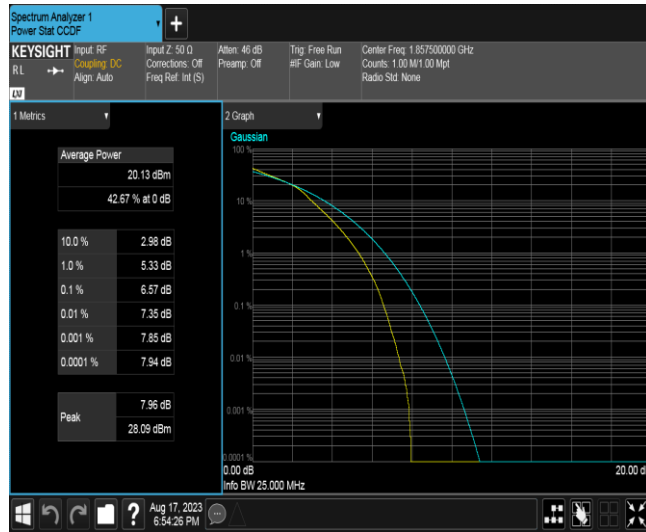 Spectrum Analyzer 1
Power Stat CCDF
+
KEYSIGHT
RL
LXI
Input: RF
Coupling: DC
Align: Auto
Input Z: 50 Ω
Corrections: Off
Freq Ref: Int (S)
Atten: 46 dB
Preamp: Off
Trig: Free Run
#IF Gain: Low
Center Freq: 1.857500000 GHz
Counts: 1.00 M/1.00 Mpt
Radio Std: None
1 Metrics
Average Power
20.13 dBm
42.67 % at 0 dB
10.0 % 2.98 dB
1.0 % 5.33 dB
0.1 % 6.57 dB
0.01 % 7.35 dB
0.001 % 7.85 dB
0.0001 % 7.94 dB
Peak
7.96 dB
28.09 dBm
2 Graph
Gaussian
100 %
10 %
1 %
0.1 %
0.01 %
0.001 %
0.0001 %
0.00 dB
20.00 d
Info BW 25.000 MHz
?
Aug 17, 2023
6:54:26 PM